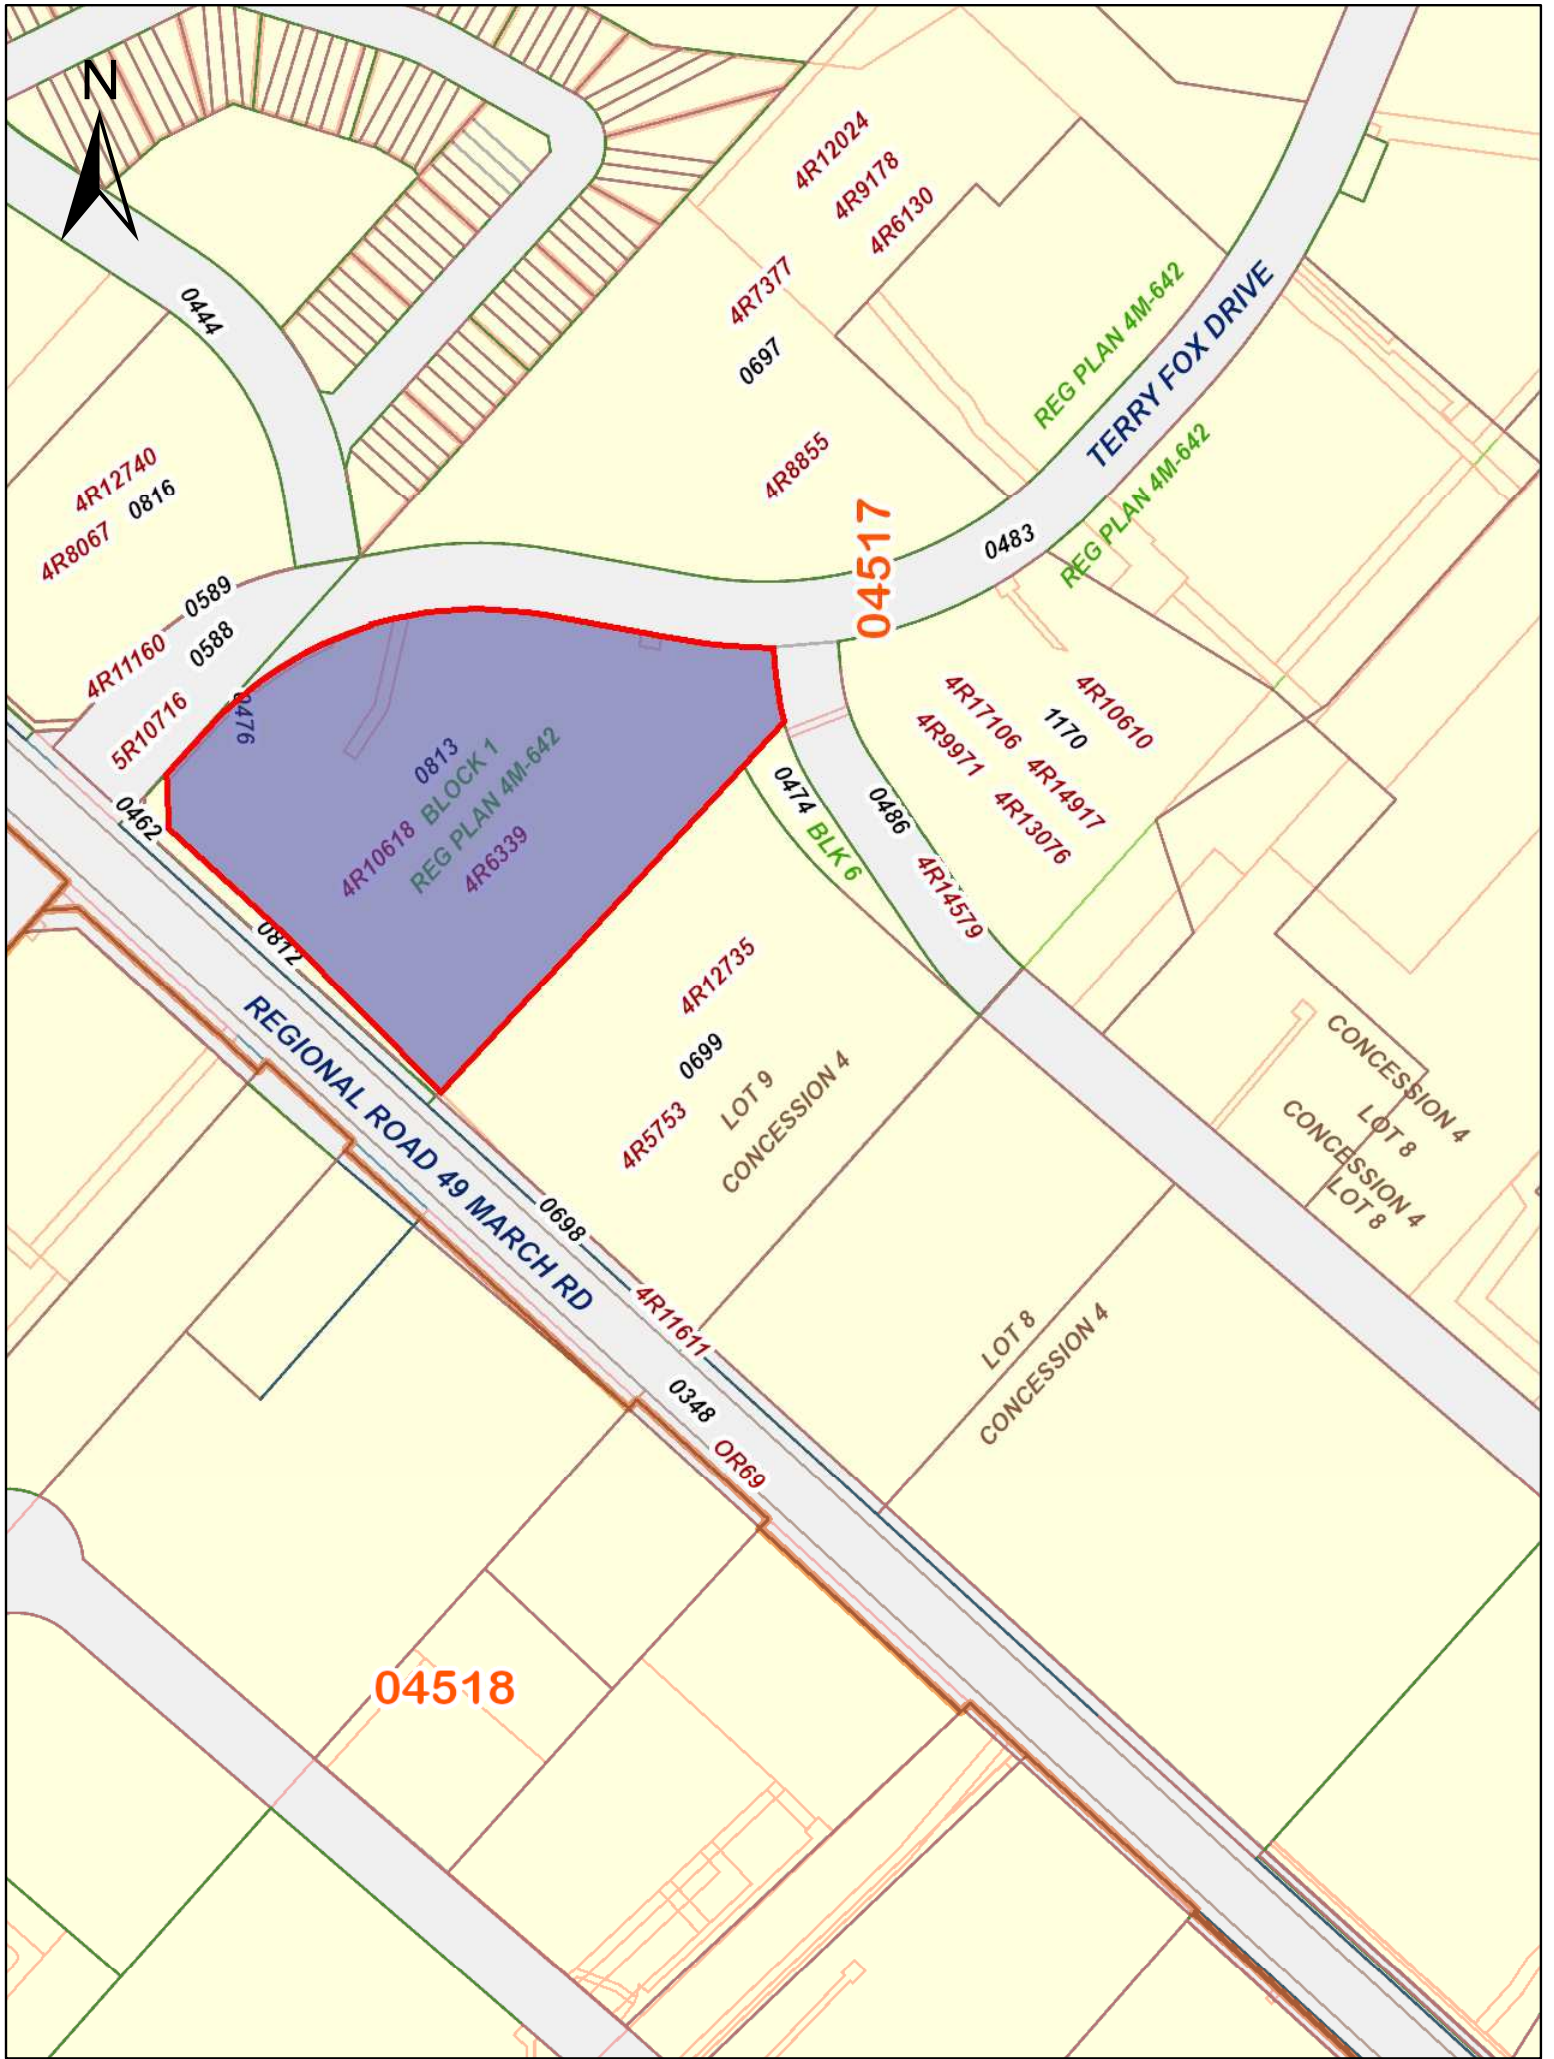 N
4R12024
4R9178
4R6130
4R7377
0697
0444
REG PLAN 4M-642
TERRY FOX DRIVE
REG PLAN 4M-642
4R8855
4R12740
0816
4R8067
04517
0483
0589
0588
4R11160
5R10716
0476
0813
BLOCK 1
4R10618
REG PLAN 4M-642
4R6339
4R17106
4R10610
1170
4R9971
4R14917
4R13076
0474
BLK 6
0486
4R14579
0462
0812
4R12735
0699
LOT 9
CONCESSION 4
4R5753
REGIONAL ROAD 49 MARCH RD
CONCESSION 4
LOT 8
CONCESSION 4
LOT 8
0698
4R11611
LOT 8
CONCESSION 4
0348
OR69
04518